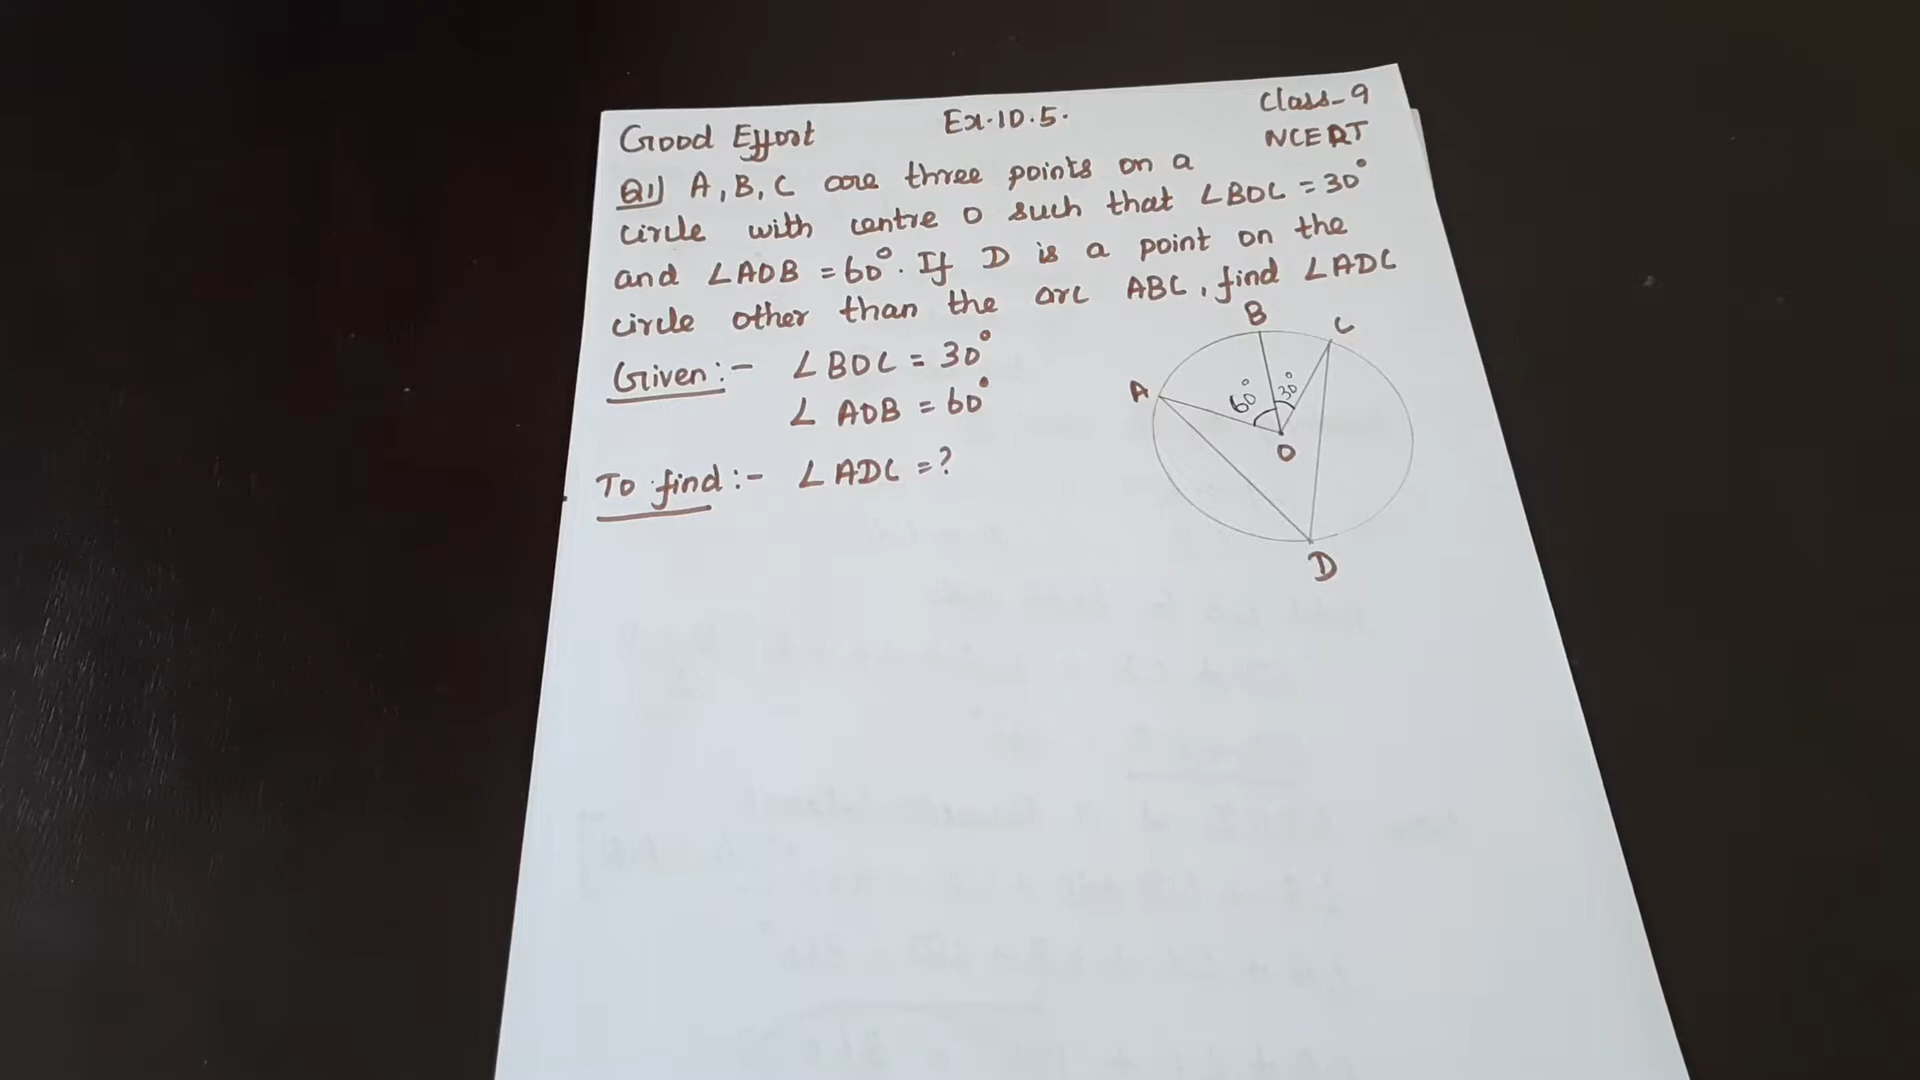 Good Effort
Ex.10.5.
Class-9
NCERT
Q1) A, B, C are three points on a
circle with centre O such that ∠BOC = 30°
and ∠AOB = 60°. If D is a point on the
circle other than the arc ABC, find ∠ADC
Given:- ∠BOC = 30°
∠AOB = 60°
To find:- ∠ADC = ?
B
C
A
60°
30°
O
D